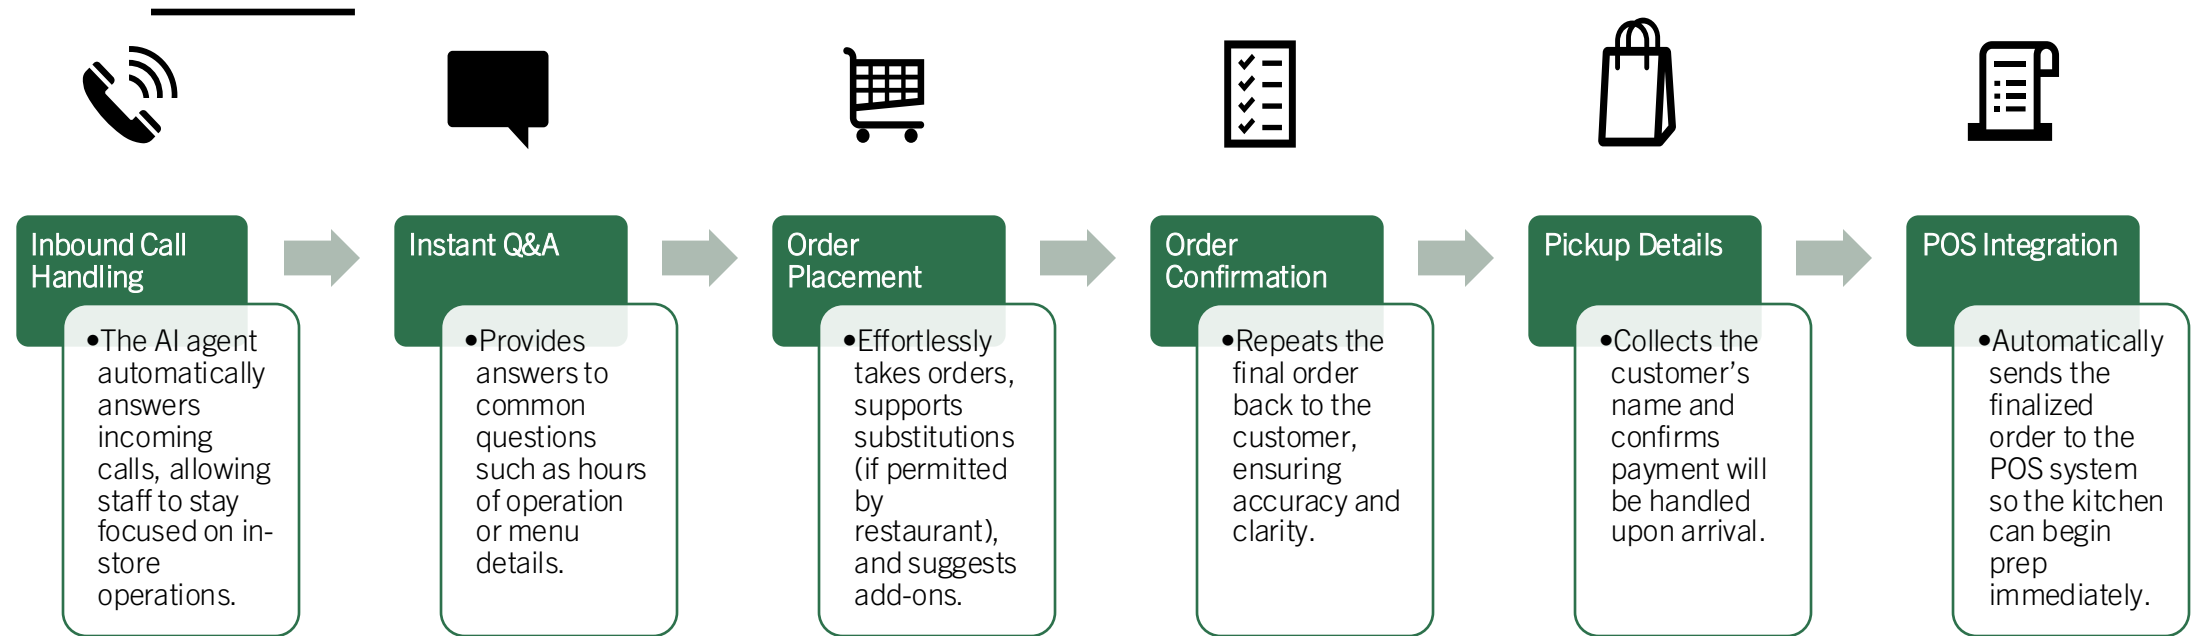 Inbound Call
Handling
•The AI agent
automatically
answers
incoming
calls, allowing
staff to stay
focused on in-
store
operations.
Instant Q&A
•Provides
answers to
common
questions
such as hours
of operation
or menu
details.
Order
Placement
•Effortlessly
takes orders,
supports
substitutions
(if permitted
by
restaurant),
and suggests
add-ons.
Order
Confirmation
•Repeats the
final order
back to the
customer,
ensuring
accuracy and
clarity.
Pickup Details
•Collects the
customer’s
name and
confirms
payment will
be handled
upon arrival.
POS Integration
•Automatically
sends the
finalized
order to the
POS system
so the kitchen
can begin
prep
immediately.